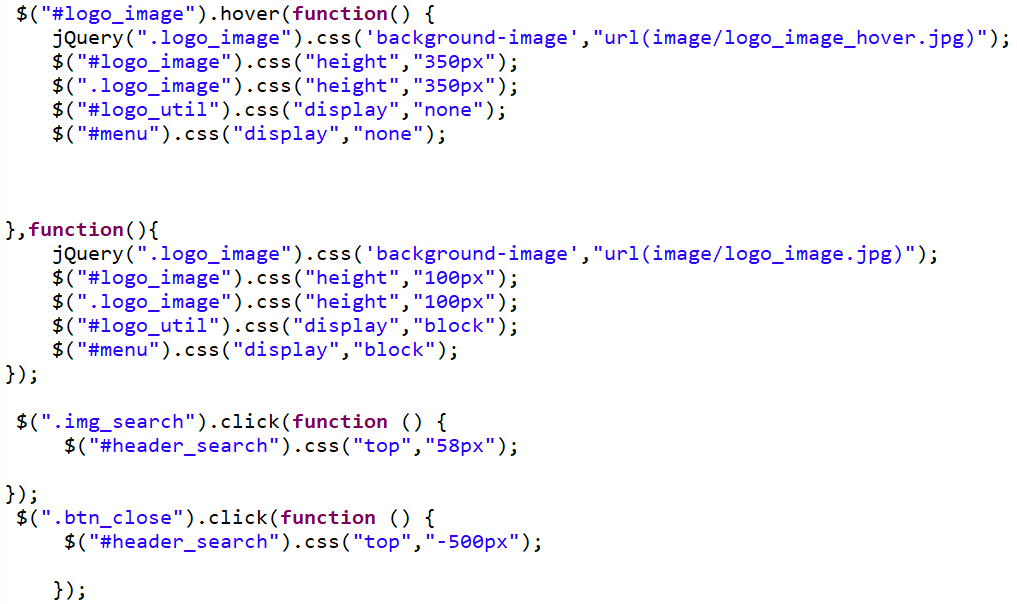 $("#logo_image").hover(function() {
jQuery(".logo_image").css('background-image',"url(image/logo_image_hover.jpg)");
$("#logo_image").css("height","350px");
$(".logo_image").css("height","350px");
$("#logo_util").css("display","none");
$("#menu").css("display","none");
},function(){
jQuery(".logo_image").css('background-image',"url(image/logo_image.jpg)");
$("#logo_image").css("height","100px");
$(".logo_image").css("height","100px");
$("#logo_util").css("display","block");
$("#menu").css("display","block");
});
$(".img_search").click(function () {
$("#header_search").css("top","58px");
});
$(".btn_close").click(function () {
$("#header_search").css("top","-500px");
});